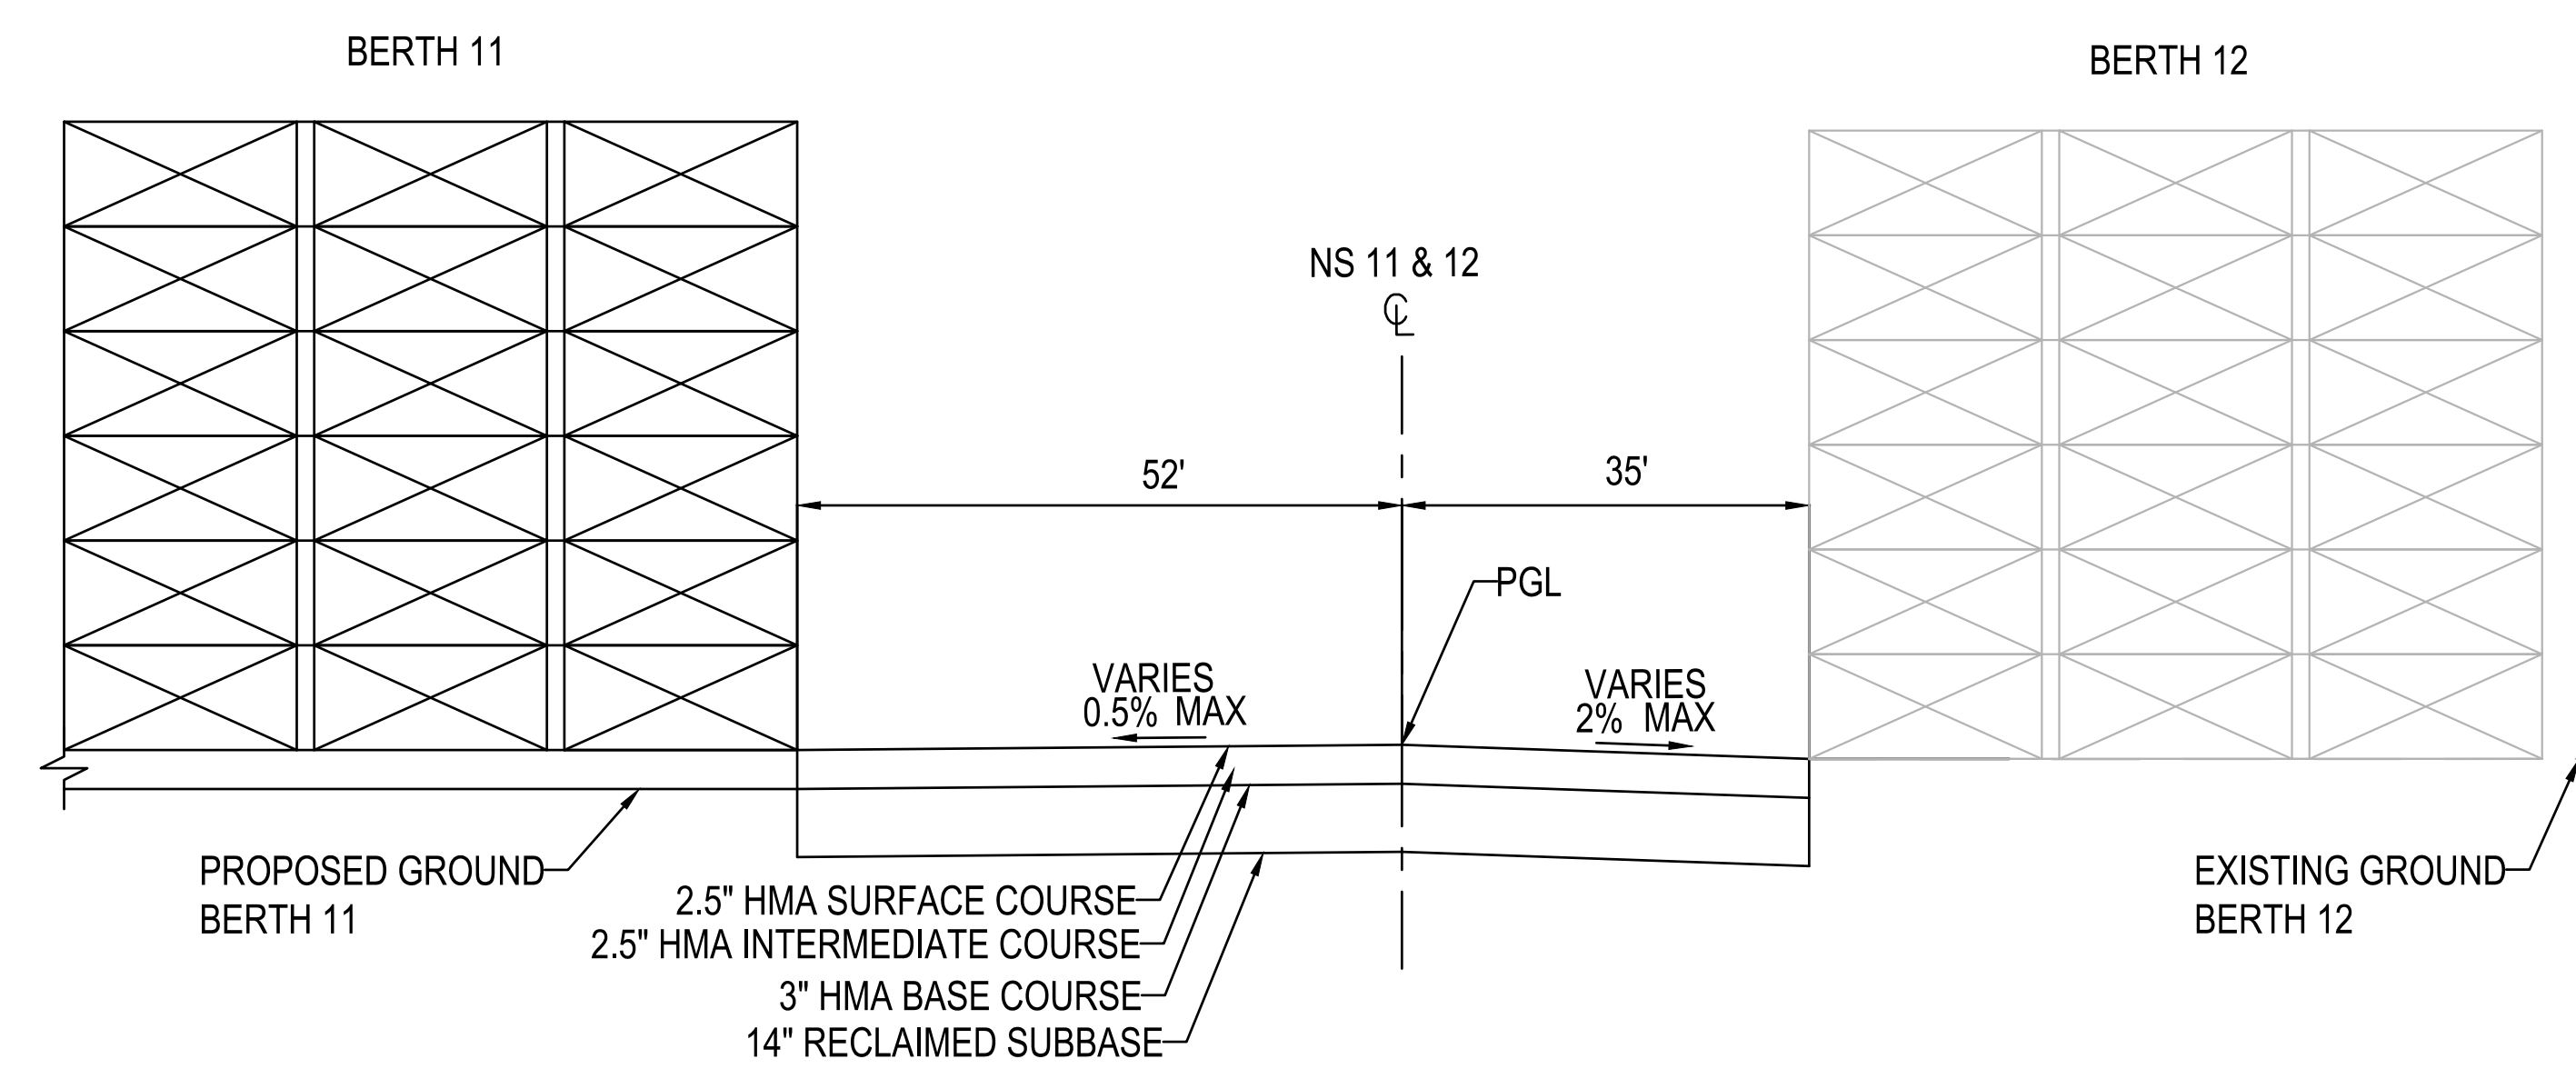 BERTH 11
BERTH 12
NS 11 & 12
℄
52'
35'
PGL
VARIES
0.5% MAX
VARIES
2% MAX
PROPOSED GROUND
BERTH 11
2.5" HMA SURFACE COURSE
2.5" HMA INTERMEDIATE COURSE
3" HMA BASE COURSE
14" RECLAIMED SUBBASE
EXISTING GROUND
BERTH 12